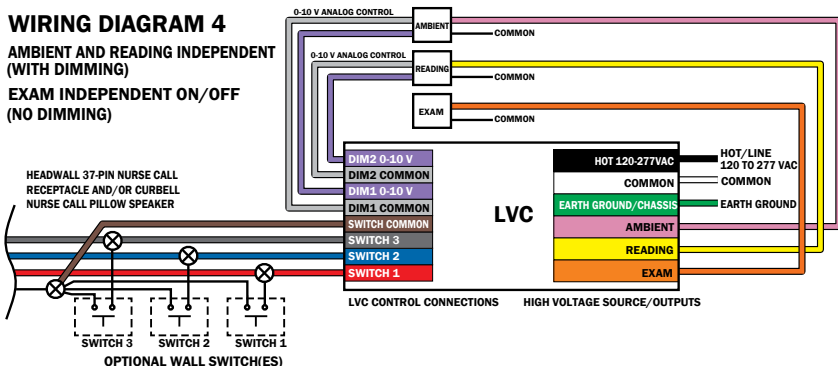 WIRING DIAGRAM 4
AMBIENT AND READING INDEPENDENT
(WITH DIMMING)
EXAM INDEPENDENT ON/OFF
(NO DIMMING)
0-10 V ANALOG CONTROL
AMBIENT
COMMON
0-10 V ANALOG CONTROL
READING
COMMON
EXAM
COMMON
HEADWALL 37-PIN NURSE CALL
RECEPTACLE AND/OR CURBELL
NURSE CALL PILLOW SPEAKER
DIM2 0-10 V
DIM2 COMMON
DIM1 0-10 V
DIM1 COMMON
SWITCH COMMON
SWITCH 3
SWITCH 2
SWITCH 1
LVC
HOT 120-277VAC
COMMON
EARTH GROUND/CHASSIS
AMBIENT
READING
EXAM
HOT/LINE
120 TO 277 VAC
COMMON
EARTH GROUND
LVC CONTROL CONNECTIONS
HIGH VOLTAGE SOURCE/OUTPUTS
SWITCH 3
SWITCH 2
SWITCH 1
OPTIONAL WALL SWITCH(ES)